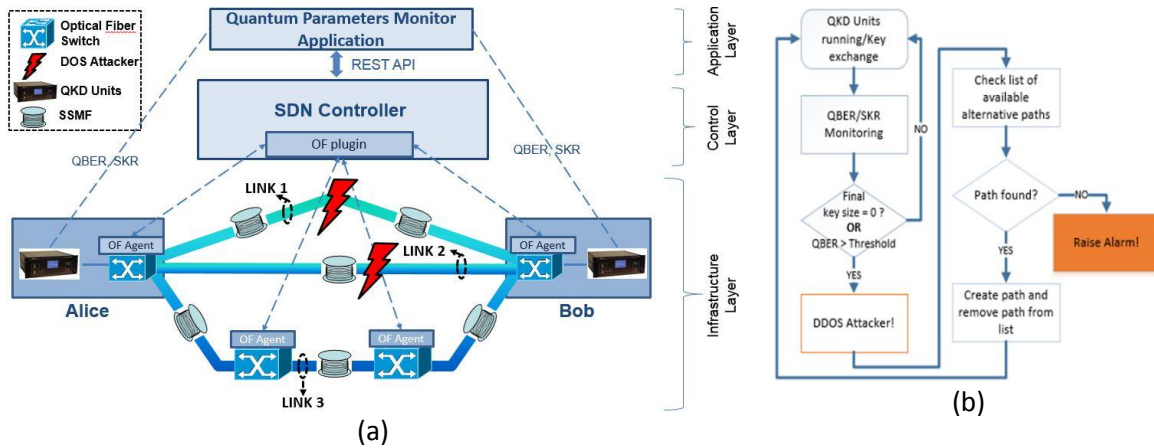 Optical Fiber
Switch
DOS Attacker
QKD Units
SSMF
Quantum Parameters Monitor
Application
REST API
SDN Controller
OF plugin
QBER, SKR
QBER, SKR
LINK 1
LINK 2
OF Agent
OF Agent
Alice
Bob
OF Agent
OF Agent
LINK 3
Application
Layer
Control
Layer
Infrastructure
Layer
(a)
QKD Units
running/Key
exchange
QBER/SKR
Monitoring
NO
Final
key size = 0 ?
OR
QBER > Threshold
YES
DDOS Attacker!
Check list of
available
alternative paths
Path found?
NO
Raise Alarm!
YES
Create path and
remove path from
list
(b)